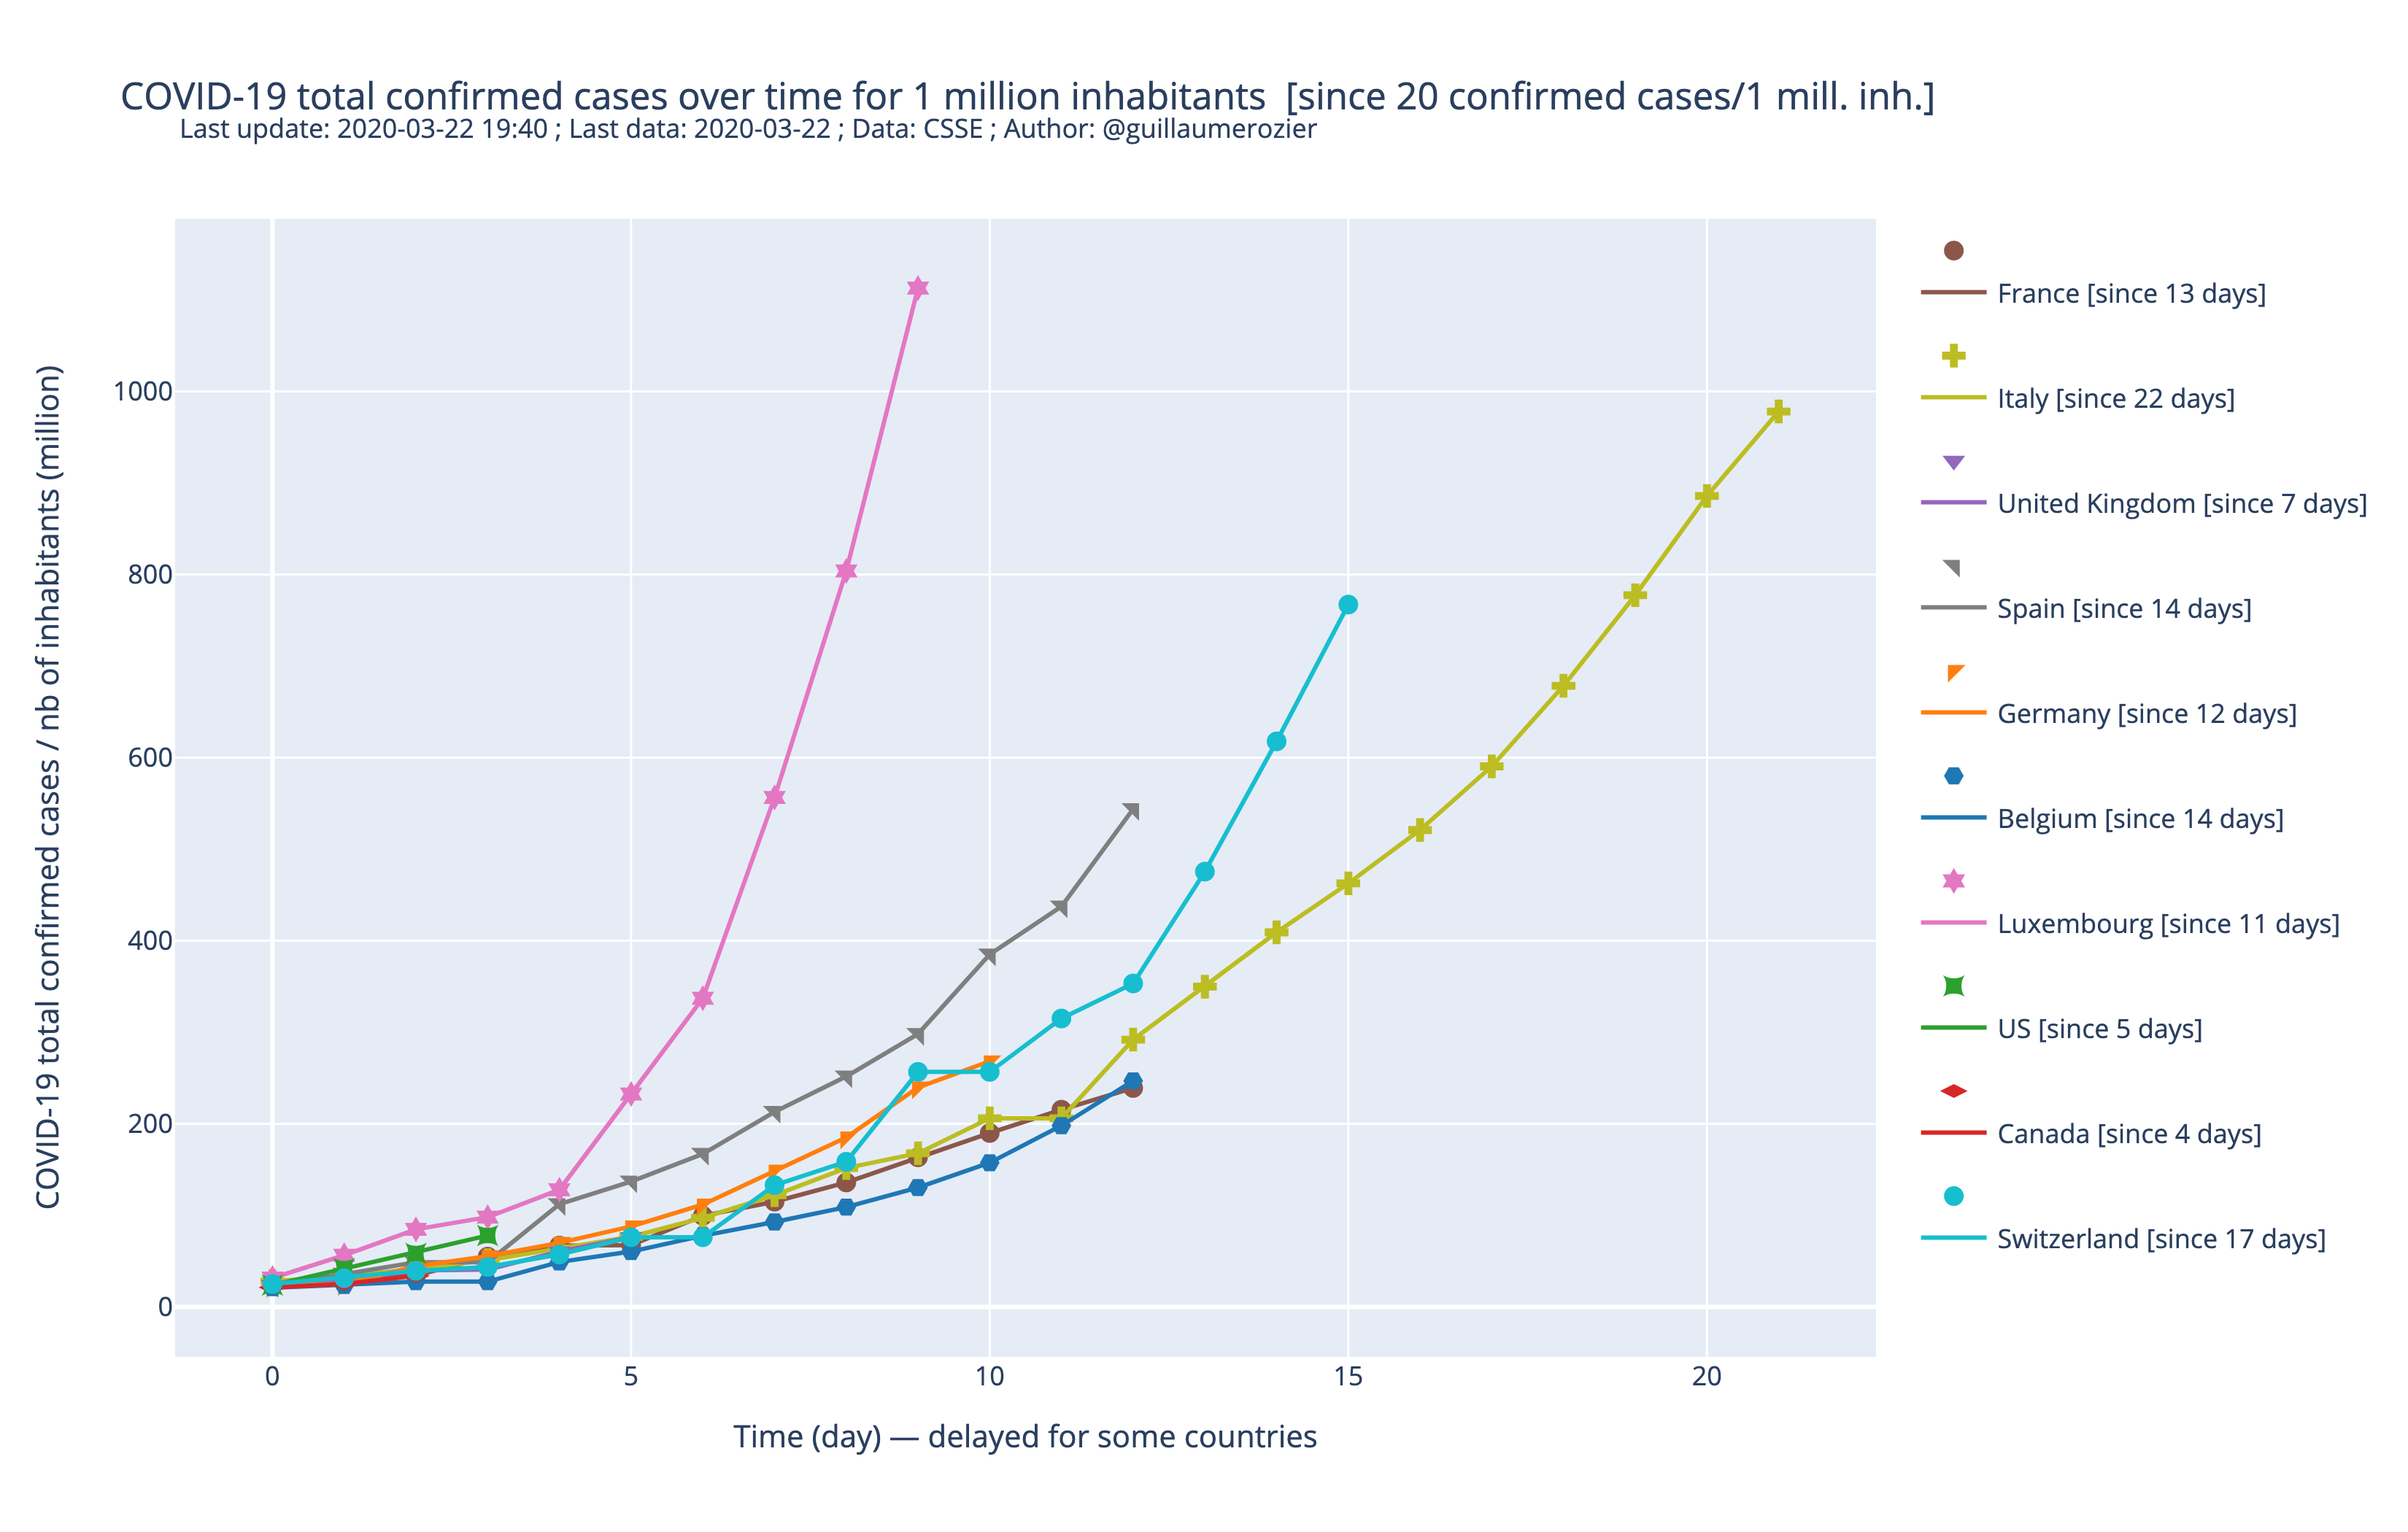 COVID-19 total confirmed cases over time for 1 million inhabitants  [since 20 confirmed cases/1 mill. inh.]
Last update: 2020-03-22 19:40 ; Last data: 2020-03-22 ; Data: CSSE ; Author: @guillaumerozier
COVID-19 total confirmed cases / nb of inhabitants (million)
1000
800
600
400
200
0
0
5
10
15
20
Time (day) — delayed for some countries
France [since 13 days]
Italy [since 22 days]
United Kingdom [since 7 days]
Spain [since 14 days]
Germany [since 12 days]
Belgium [since 14 days]
Luxembourg [since 11 days]
US [since 5 days]
Canada [since 4 days]
Switzerland [since 17 days]